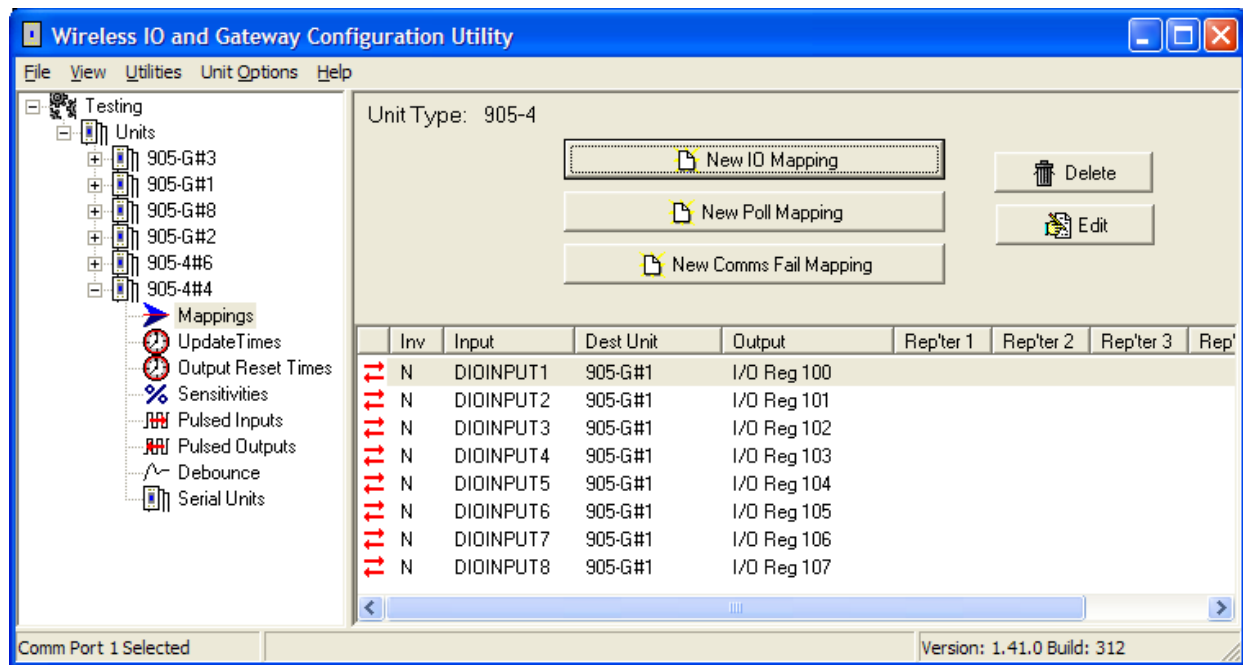 Wireless IO and Gateway Configuration Utility
File View Utilities Unit Options Help
Testing
Units
905-G#3
905-G#1
905-G#8
905-G#2
905-4#6
905-4#4
Mappings
UpdateTimes
Output Reset Times
Sensitivities
Pulsed Inputs
Pulsed Outputs
Debounce
Serial Units
Unit Type: 905-4
New IO Mapping
New Poll Mapping
New Comms Fail Mapping
Delete
Edit
Inv Input Dest Unit Output Rep'ter 1 Rep'ter 2 Rep'ter 3 Rep'
N DIOINPUT1 905-G#1 I/O Reg 100
N DIOINPUT2 905-G#1 I/O Reg 101
N DIOINPUT3 905-G#1 I/O Reg 102
N DIOINPUT4 905-G#1 I/O Reg 103
N DIOINPUT5 905-G#1 I/O Reg 104
N DIOINPUT6 905-G#1 I/O Reg 105
N DIOINPUT7 905-G#1 I/O Reg 106
N DIOINPUT8 905-G#1 I/O Reg 107
Comm Port 1 Selected
Version: 1.41.0 Build: 312